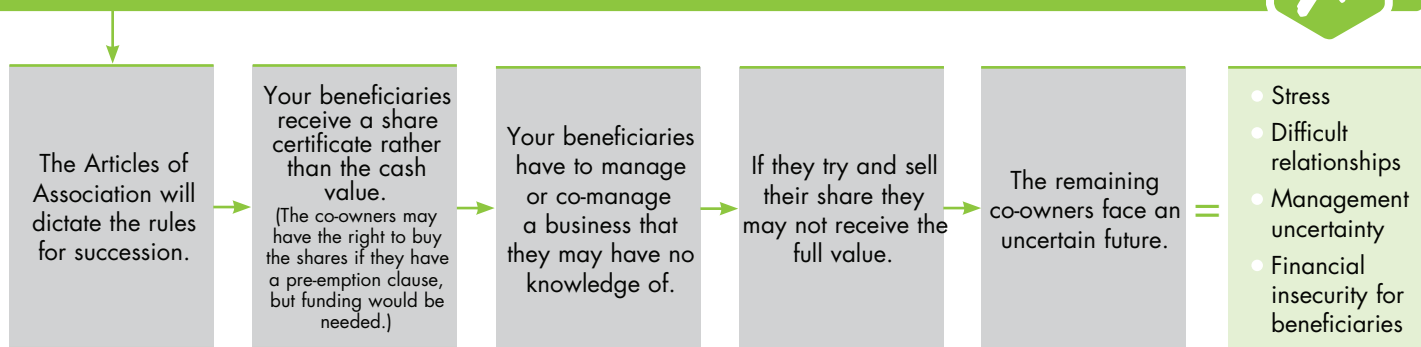 The Articles of
Association will
dictate the rules
for succession.
Your beneficiaries
receive a share
certificate rather
than the cash
value.
(The co-owners may
have the right to buy
the shares if they have
a pre-emption clause,
but funding would be
needed.)
Your beneficiaries
have to manage
or co-manage
a business that
they may have no
knowledge of.
If they try and sell
their share they
may not receive the
full value.
The remaining
co-owners face an
uncertain future.
=
Stress
Difficult
relationships
Management
uncertainty
Financial
insecurity for
beneficiaries